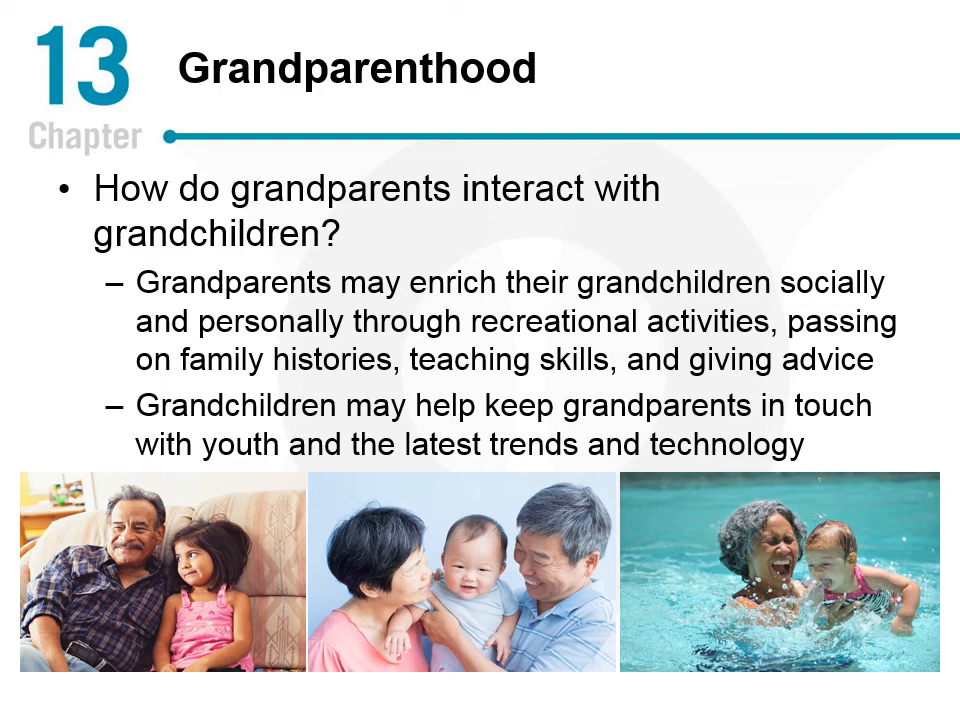 13
Chapter
Grandparenthood
• How do grandparents interact with
grandchildren?
– Grandparents may enrich their grandchildren socially
and personally through recreational activities, passing
on family histories, teaching skills, and giving advice
– Grandchildren may help keep grandparents in touch
with youth and the latest trends and technology